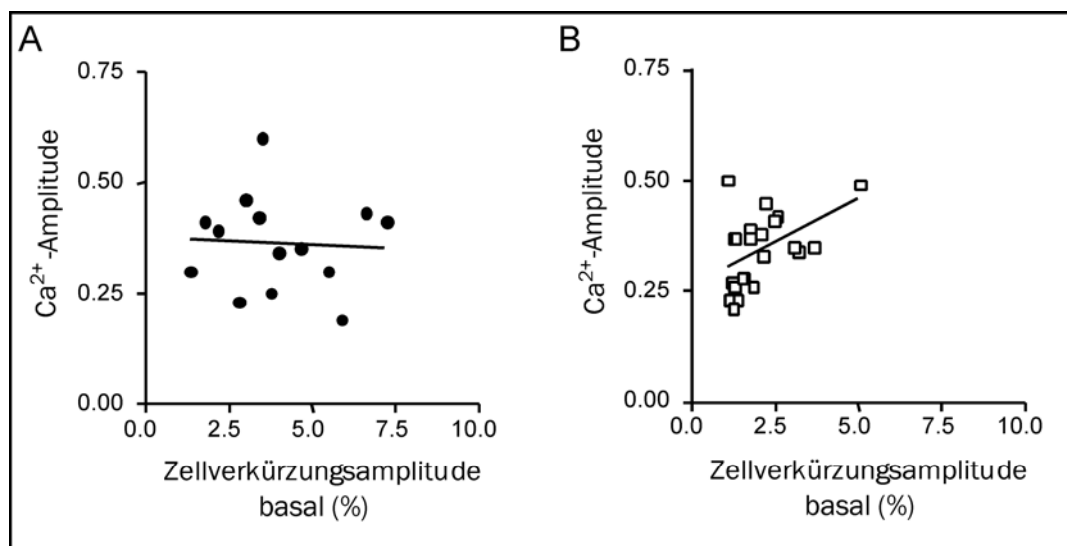 A
0.75
0.50
0.25
0.00
0.0 2.5 5.0 7.5 10.0
Ca²⁺-Amplitude
Zellverkürzungsamplitude
basal (%)
B
0.75
0.50
0.25
0.00
0.0 2.5 5.0 7.5 10.0
Ca²⁺-Amplitude
Zellverkürzungsamplitude
basal (%)